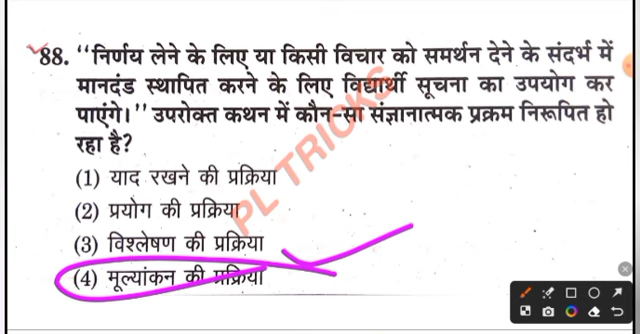 88. ‘‘निर्णय लेने के लिए या किसी विचार को समर्थन देने के संदर्भ में
मानदंड स्थापित करने के लिए विद्यार्थी सूचना का उपयोग कर
पाएंगे।’’ उपरोक्त कथन में कौन-सा संज्ञानात्मक प्रक्रम निरूपित हो
रहा है?
(1) याद रखने की प्रक्रिया
(2) प्रयोग की प्रक्रिया
(3) विश्लेषण की प्रक्रिया
(4) मूल्यांकन की प्रक्रिया
PL TRICKS